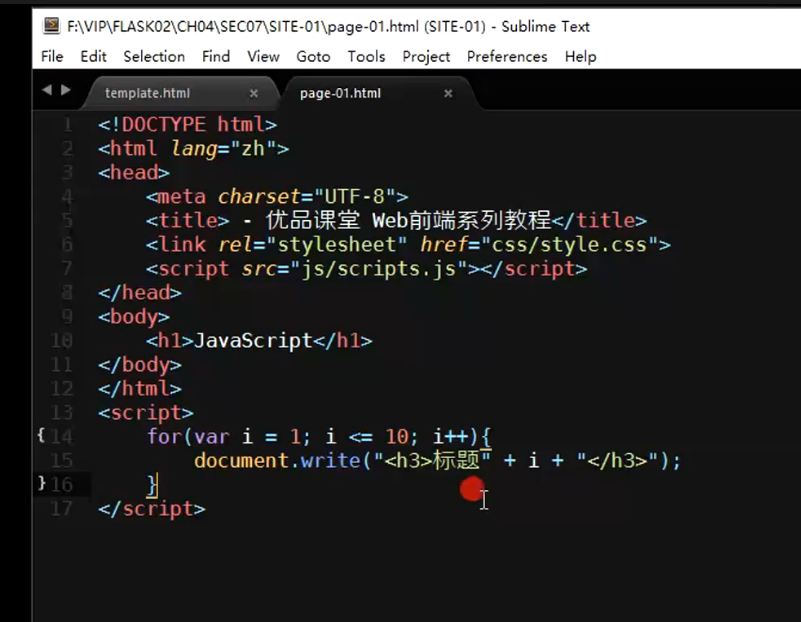 F:\VIP\FLASK02\CH04\SEC07\SITE-01\page-01.html (SITE-01) - Sublime Text
File Edit Selection Find View Goto Tools Project Preferences Help
template.html × page-01.html ×
1 <!DOCTYPE html>
2 <html lang="zh">
3 <head>
4     <meta charset="UTF-8">
5     <title> - 优品课堂 Web前端系列教程</title>
6     <link rel="stylesheet" href="css/style.css">
7     <script src="js/scripts.js"></script>
8 </head>
9 <body>
10     <h1>JavaScript</h1>
11 </body>
12 </html>
13 <script>
{ 14     for(var i = 1; i <= 10; i++){
15         document.write("<h3>标题" + i + "</h3>");
} 16     }
17 </script>